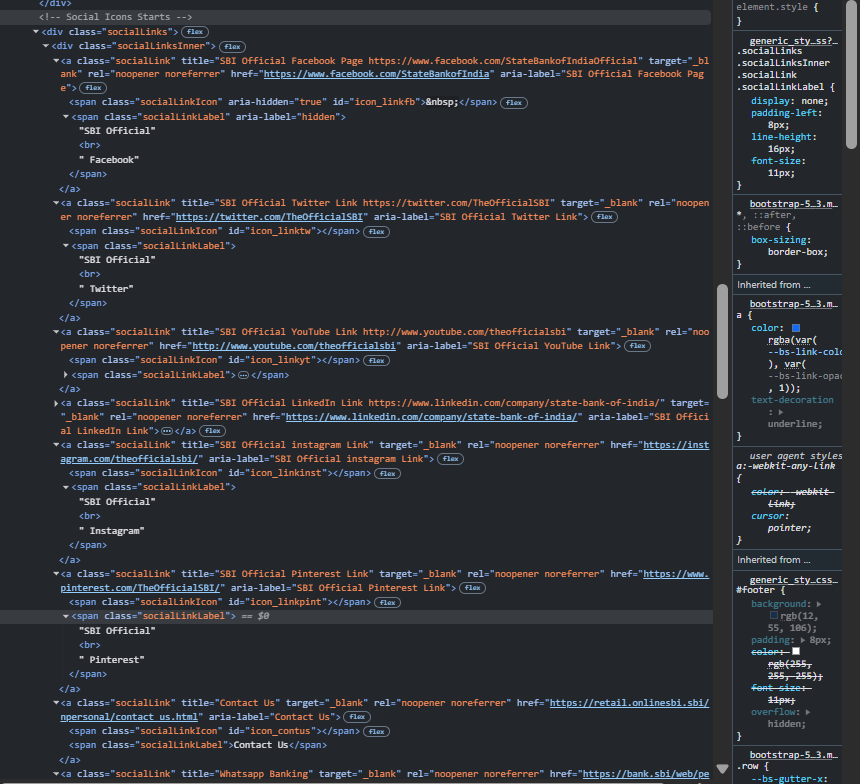 </div>
<!-- Social Icons Starts -->
▼<div class="socialLinks"> flex
▼<div class="socialLinksInner"> flex
▼<a class="socialLink" title="SBI Official Facebook Page https://www.facebook.com/StateBankofIndiaOfficial" target="_bl
ank" rel="noopener noreferrer" href="https://www.facebook.com/StateBankofIndia" aria-label="SBI Official Facebook Pag
e"> flex
<span class="socialLinkIcon" aria-hidden="true" id="icon_linkfb">&nbsp;</span> flex
▼<span class="socialLinkLabel" aria-label="hidden">
"SBI Official"
<br>
" Facebook"
</span>
</a>
▼<a class="socialLink" title="SBI Official Twitter Link https://twitter.com/TheOfficialSBI" target="_blank" rel="noopen
er noreferrer" href="https://twitter.com/TheOfficialSBI" aria-label="SBI Official Twitter Link"> flex
<span class="socialLinkIcon" id="icon_linktw"></span> flex
▼<span class="socialLinkLabel">
"SBI Official"
<br>
" Twitter"
</span>
</a>
▼<a class="socialLink" title="SBI Official YouTube Link http://www.youtube.com/theofficialsbi" target="_blank" rel="noo
pener noreferrer" href="http://www.youtube.com/theofficialsbi" aria-label="SBI Official YouTube Link"> flex
<span class="socialLinkIcon" id="icon_linkyt"></span> flex
▶<span class="socialLinkLabel">…</span>
</a>
▶<a class="socialLink" title="SBI Official LinkedIn Link https://www.linkedin.com/company/state-bank-of-india/" target=
"_blank" rel="noopener noreferrer" href="https://www.linkedin.com/company/state-bank-of-india/" aria-label="SBI Offici
al LinkedIn Link">…</a> flex
▼<a class="socialLink" title="SBI Official instagram Link" target="_blank" rel="noopener noreferrer" href="https://inst
agram.com/theofficialsbi/" aria-label="SBI Official instagram Link"> flex
<span class="socialLinkIcon" id="icon_linkinst"></span> flex
▼<span class="socialLinkLabel">
"SBI Official"
<br>
" Instagram"
</span>
</a>
▼<a class="socialLink" title="SBI Official Pinterest Link" target="_blank" rel="noopener noreferrer" href="https://www.
pinterest.com/TheOfficialSBI/" aria-label="SBI Official Pinterest Link"> flex
<span class="socialLinkIcon" id="icon_linkpint"></span> flex
▼<span class="socialLinkLabel"> == $0
"SBI Official"
<br>
" Pinterest"
</span>
</a>
▼<a class="socialLink" title="Contact Us" target="_blank" rel="noopener noreferrer" href="https://retail.onlinesbi.sbi/
npersonal/contact_us.html" aria-label="Contact Us"> flex
<span class="socialLinkIcon" id="icon_contus"></span> flex
<span class="socialLinkLabel">Contact Us</span>
</a>
▼<a class="socialLink" title="Whatsapp Banking" target="_blank" rel="noopener noreferrer" href="https://bank.sbi/web/pe
element.style {
}
generic_sty…ss?…
.socialLinks
.socialLinksInner
.socialLink
.socialLinkLabel {
display: none;
padding-left:
8px;
line-height:
16px;
font-size:
11px;
}
bootstrap-5…3.m…
*, ::after,
::before {
box-sizing:
border-box;
}
Inherited from …
bootstrap-5…3.m…
a {
color:
rgba(var(
--bs-link-colo
), var(
--bs-link-opac
, 1));
text-decoration
: ▶
underline;
}
user agent styles
a:-webkit-any-link
{
color: -webkit-
link;
cursor:
pointer;
}
Inherited from …
generic_sty…css…
#footer {
background: ▶
rgb(12,
55, 106);
padding: ▶ 8px;
color:
rgb(255,
255, 255);
font-size:
11px;
overflow: ▶
hidden;
}
bootstrap-5…3.m…
.row {
--bs-gutter-x: